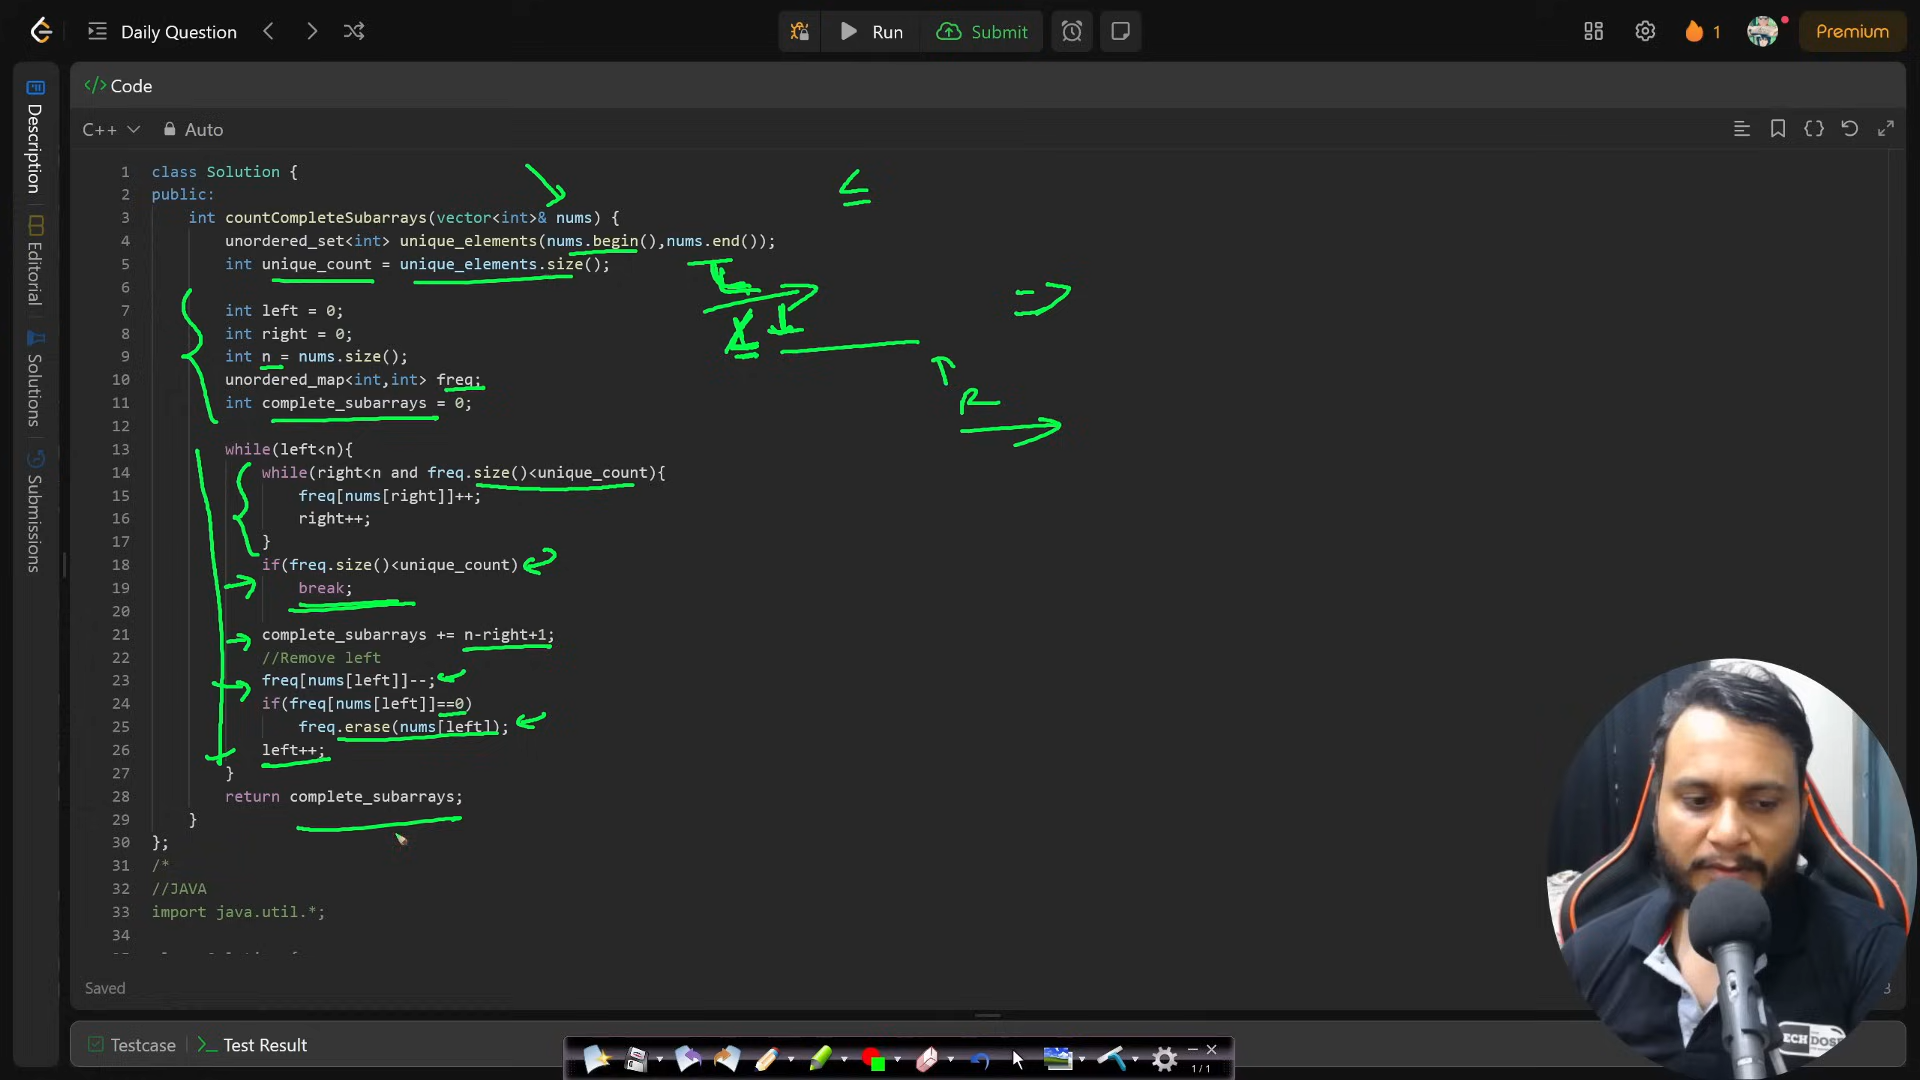 Daily Question
Run
Submit
1
Premium
Description
Editorial
Solutions
Submissions
</> Code
C++
Auto
1 class Solution {
2 public:
3 int countCompleteSubarrays(vector<int>& nums) {
4 unordered_set<int> unique_elements(nums.begin(),nums.end());
5 int unique_count = unique_elements.size();
6
7 int left = 0;
8 int right = 0;
9 int n = nums.size();
10 unordered_map<int,int> freq;
11 int complete_subarrays = 0;
12
13 while(left<n){
14 while(right<n and freq.size()<unique_count){
15 freq[nums[right]]++;
16 right++;
17 }
18 if(freq.size()<unique_count)
19 break;
20
21 complete_subarrays += n-right+1;
22 //Remove left
23 freq[nums[left]]--;
24 if(freq[nums[left]]==0)
25 freq.erase(nums[left]);
26 left++;
27 }
28 return complete_subarrays;
29 }
30 };
31 /*
32 //JAVA
33 import java.util.*;
34
L
R
Saved
Testcase
Test Result
1/1